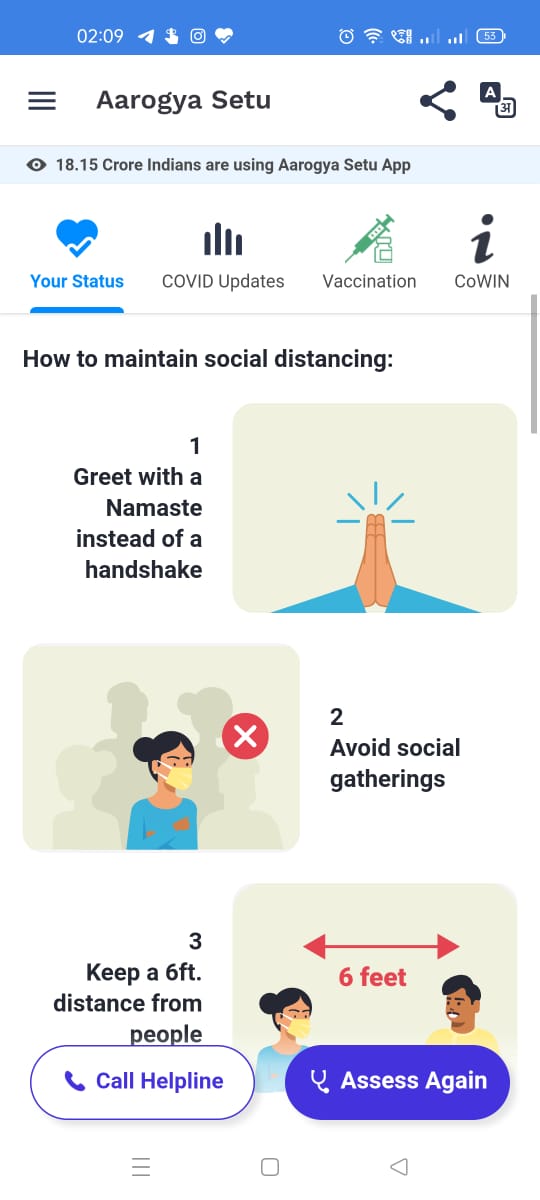 02:09
53
Aarogya Setu
A
अ
18.15 Crore Indians are using Aarogya Setu App
Your Status
COVID Updates
Vaccination
CoWIN
How to maintain social distancing:
1
Greet with a
Namaste
instead of a
handshake
2
Avoid social
gatherings
3
Keep a 6ft.
distance from
people
6 feet
Call Helpline
Assess Again